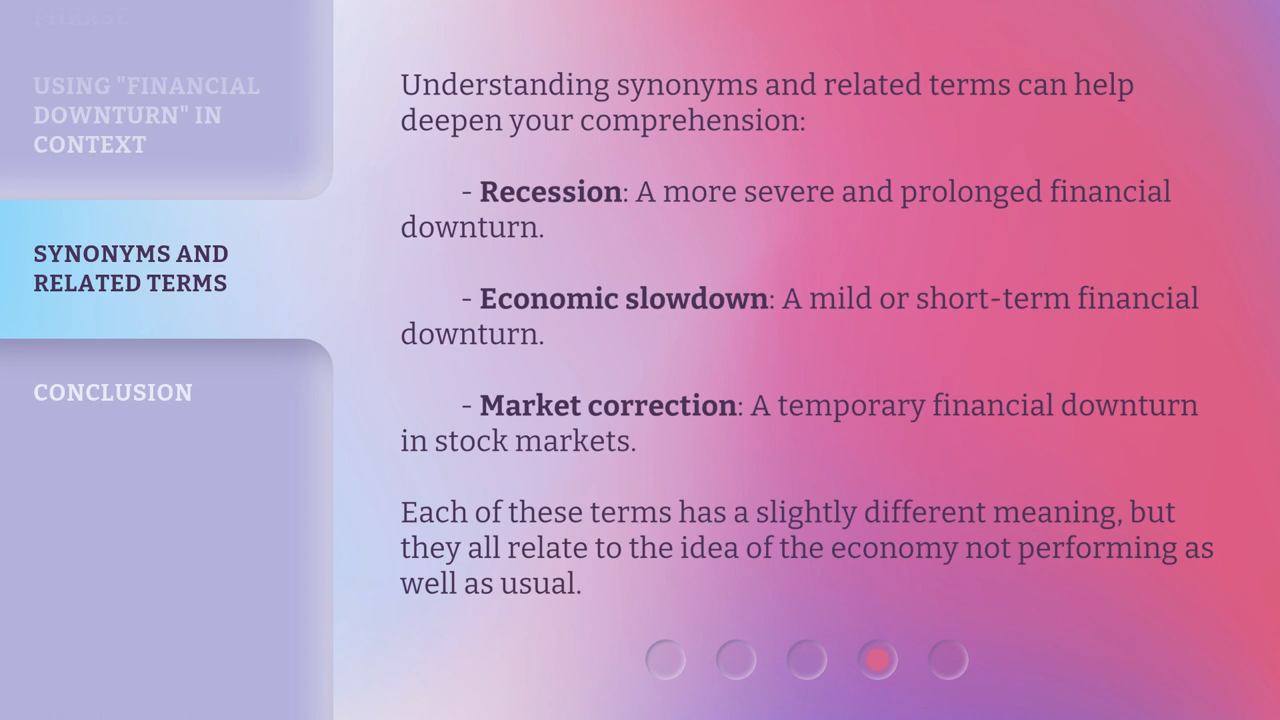 PHRASE
USING "FINANCIAL
DOWNTURN" IN
CONTEXT
SYNONYMS AND
RELATED TERMS
CONCLUSION
Understanding synonyms and related terms can help
deepen your comprehension:
- Recession: A more severe and prolonged financial
downturn.
- Economic slowdown: A mild or short-term financial
downturn.
- Market correction: A temporary financial downturn
in stock markets.
Each of these terms has a slightly different meaning, but
they all relate to the idea of the economy not performing as
well as usual.